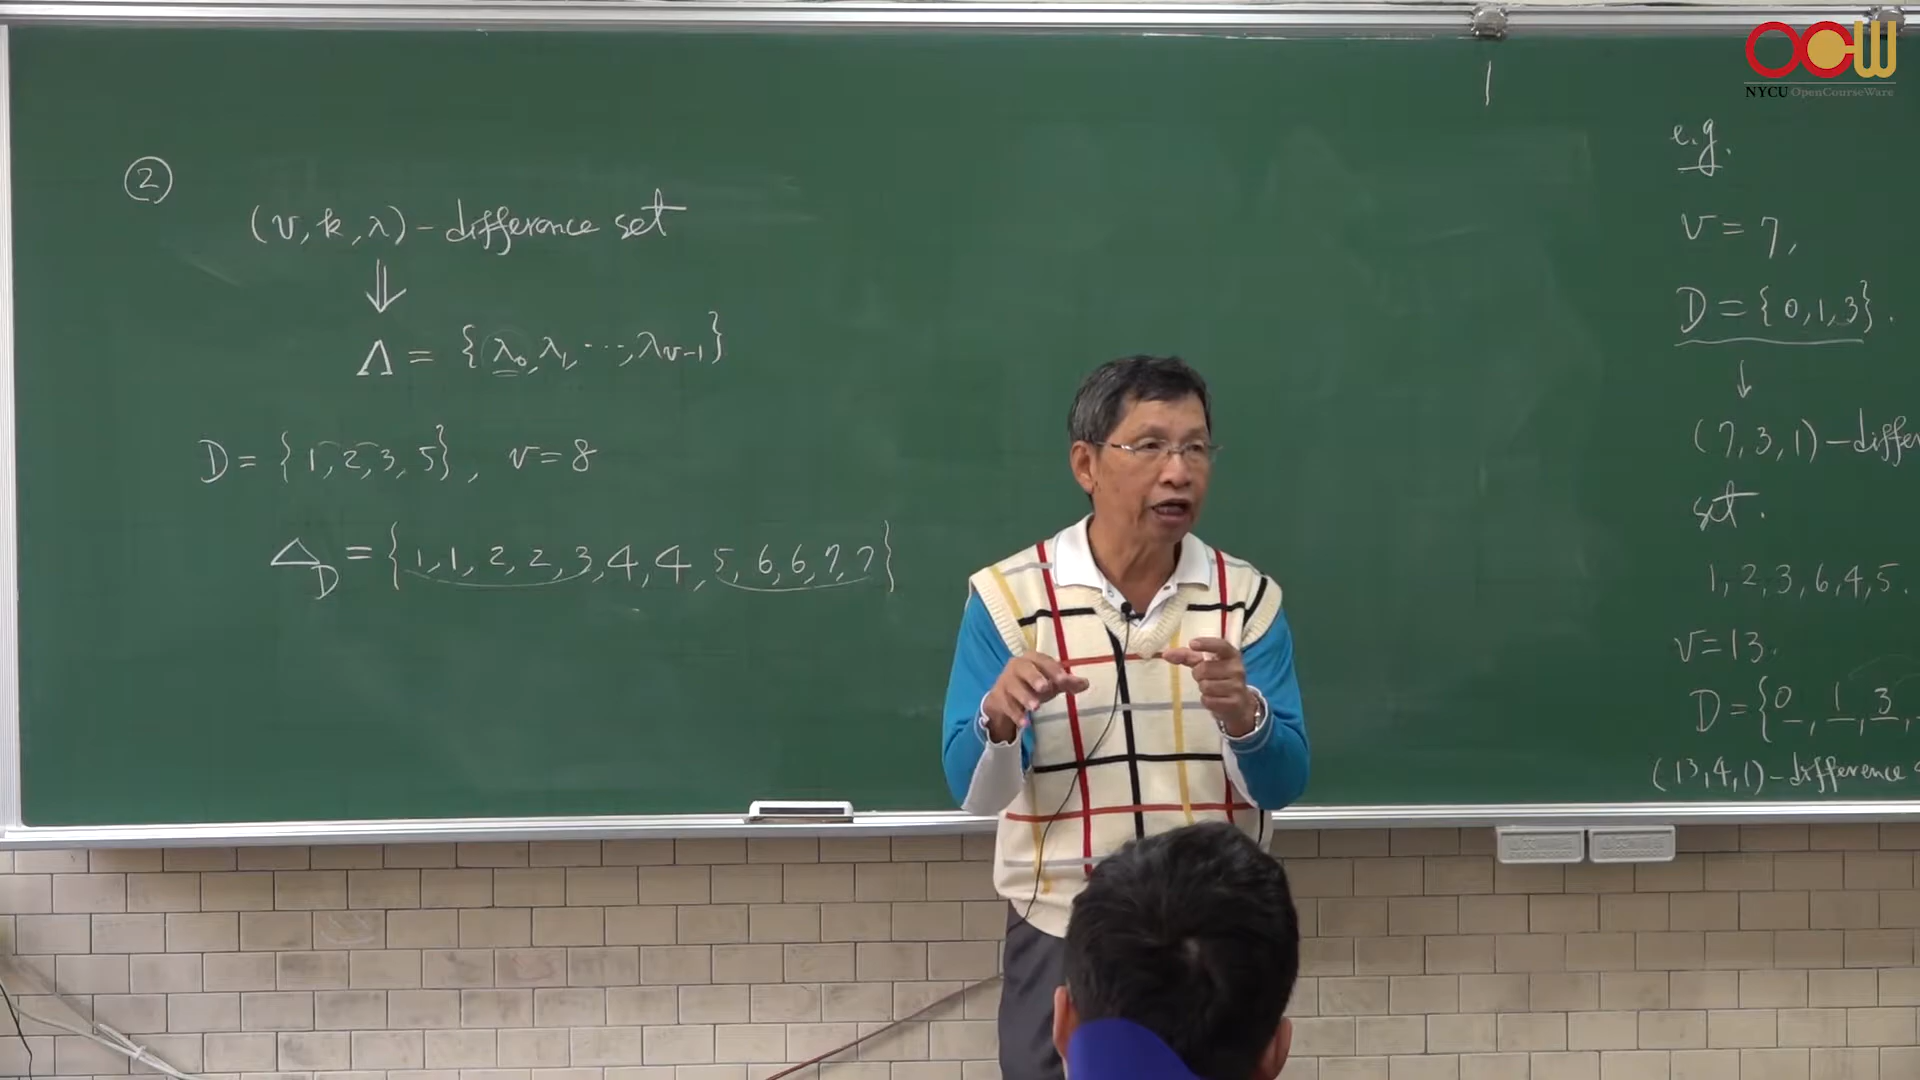 ②
(v, k, λ) – difference set
⇓
Λ = {λ₀, λ₁, ⋯, λᵥ₋₁}
D = {1, 2, 3, 5}, v = 8
Δ_D = {1, 1, 2, 2, 3, 4, 4, 5, 6, 6, 7, 7}
e.g.
v = 7,
D = {0, 1, 3}.
↓
(7, 3, 1) – differ
set.
1, 2, 3, 6, 4, 5.
v = 13.
D = {0, 1, 3,
(13, 4, 1) – difference
OCW
NYCU OpenCourseWare